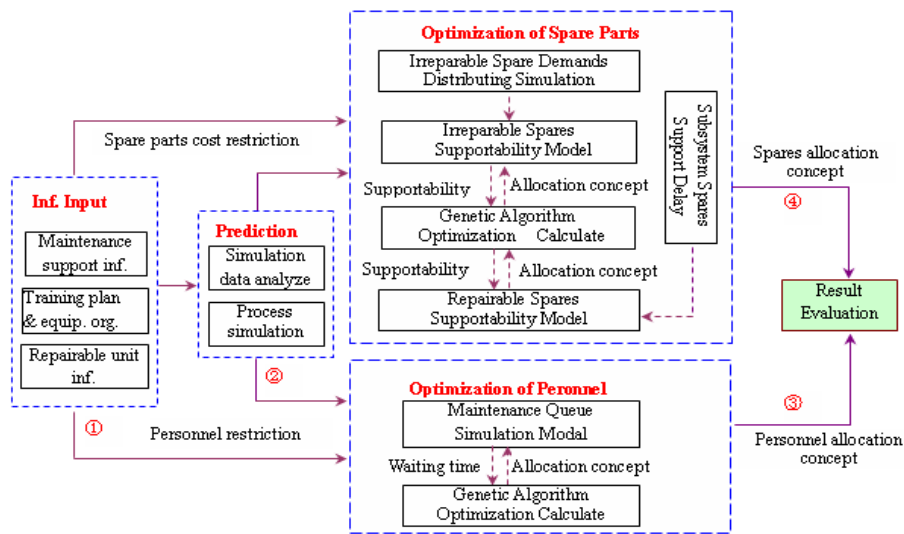 Optimization of Spare Parts
Irreparable Spare Demands
Distributing Simulation
Spare parts cost restriction
Irreparable Spares
Supportability Model
Subsystem Spares
Support Delay
Supportability
Allocation concept
Genetic Algorithm
Optimization Calculate
Supportability
Allocation concept
Repairable Spares
Supportability Model
Inf. Input
Maintenance
support inf.
Training plan
& equip. org.
Repairable unit
inf.
①
Prediction
Simulation
data analyze
Process
simulation
②
Personnel restriction
Optimization of Peronnel
Maintenance Queue
Simulation Modal
Waiting time
Allocation concept
Genetic Algorithm
Optimization Calculate
Spares allocation
concept
④
Result
Evaluation
③
Personnel allocation
concept